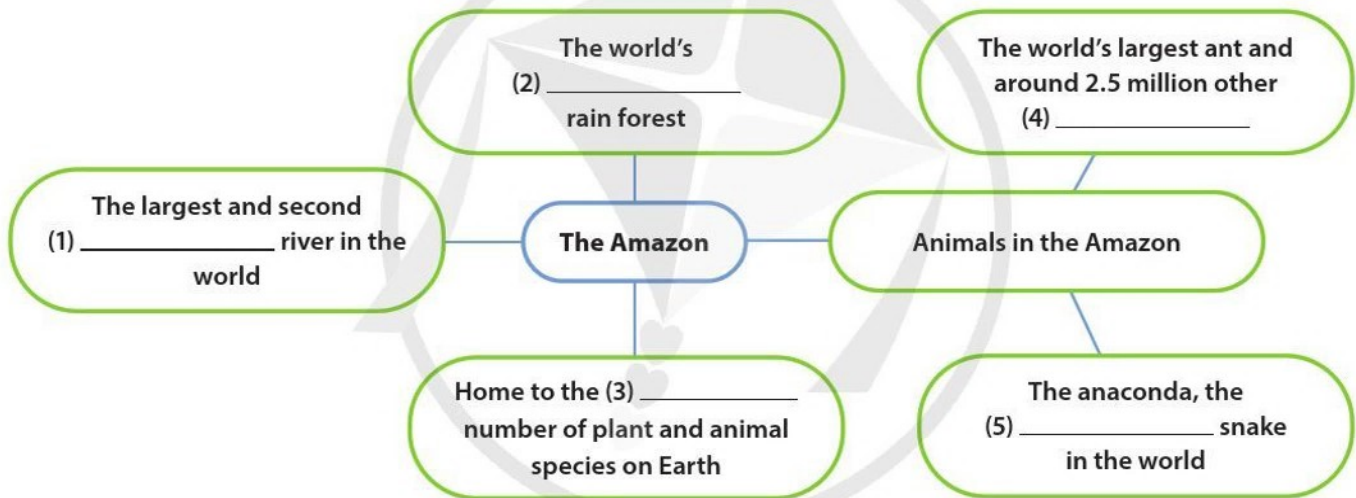 The world's
(2) ______________
rain forest
The world's largest ant and
around 2.5 million other
(4) ______________
The largest and second
(1) ______________ river in the
world
The Amazon
Animals in the Amazon
Home to the (3) ___________
number of plant and animal
species on Earth
The anaconda, the
(5) ______________ snake
in the world